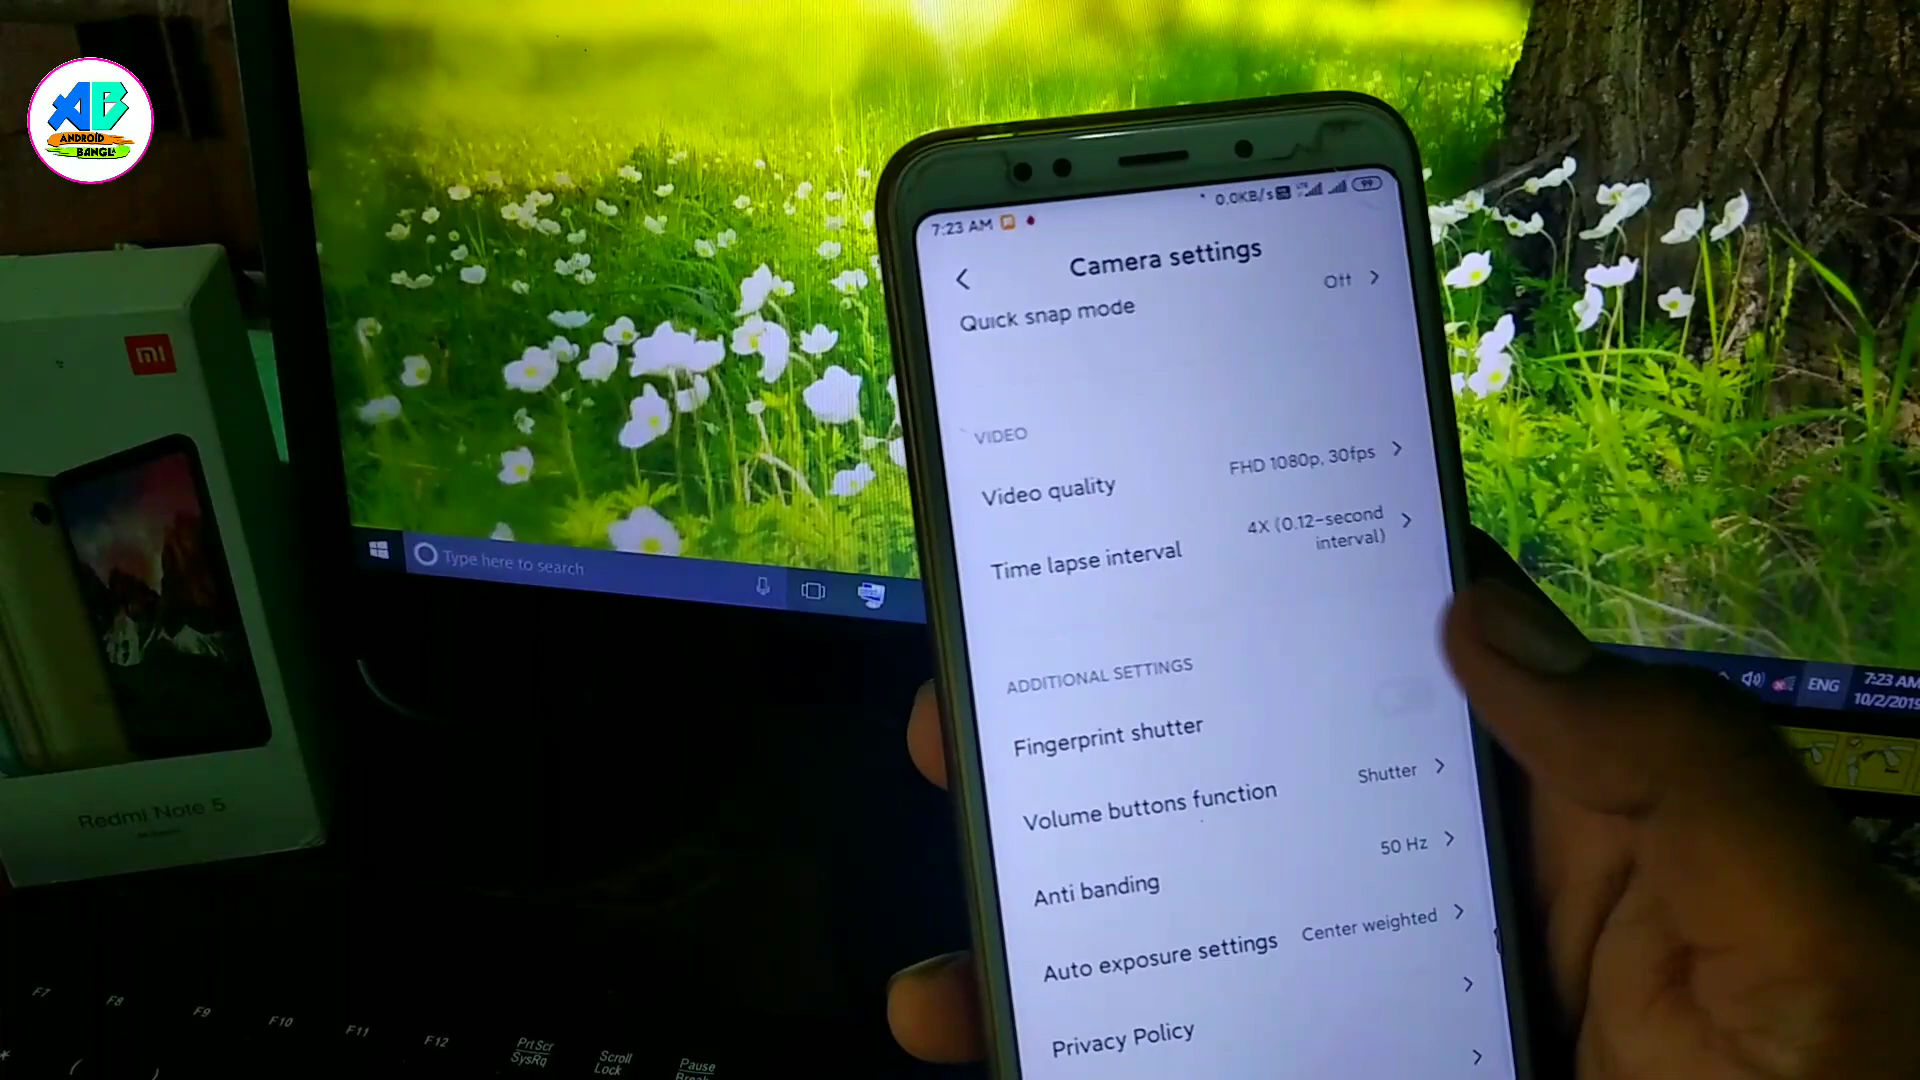 AB
ANDROID
BANGLA
mi
Redmi Note 5
7:23 AM
0.0KB/s
99
Camera settings
Quick snap mode
Off
VIDEO
Video quality
FHD 1080p, 30fps
Time lapse interval
4X (0.12-second
interval)
ADDITIONAL SETTINGS
Fingerprint shutter
Volume buttons function
Shutter
Anti banding
50 Hz
Auto exposure settings
Center weighted
Privacy Policy
Type here to search
ENG
7:23 AM
10/2/2019
F7
F8
F9
F10
F11
F12
PrtScr
SysRq
Scroll
Lock
Pause